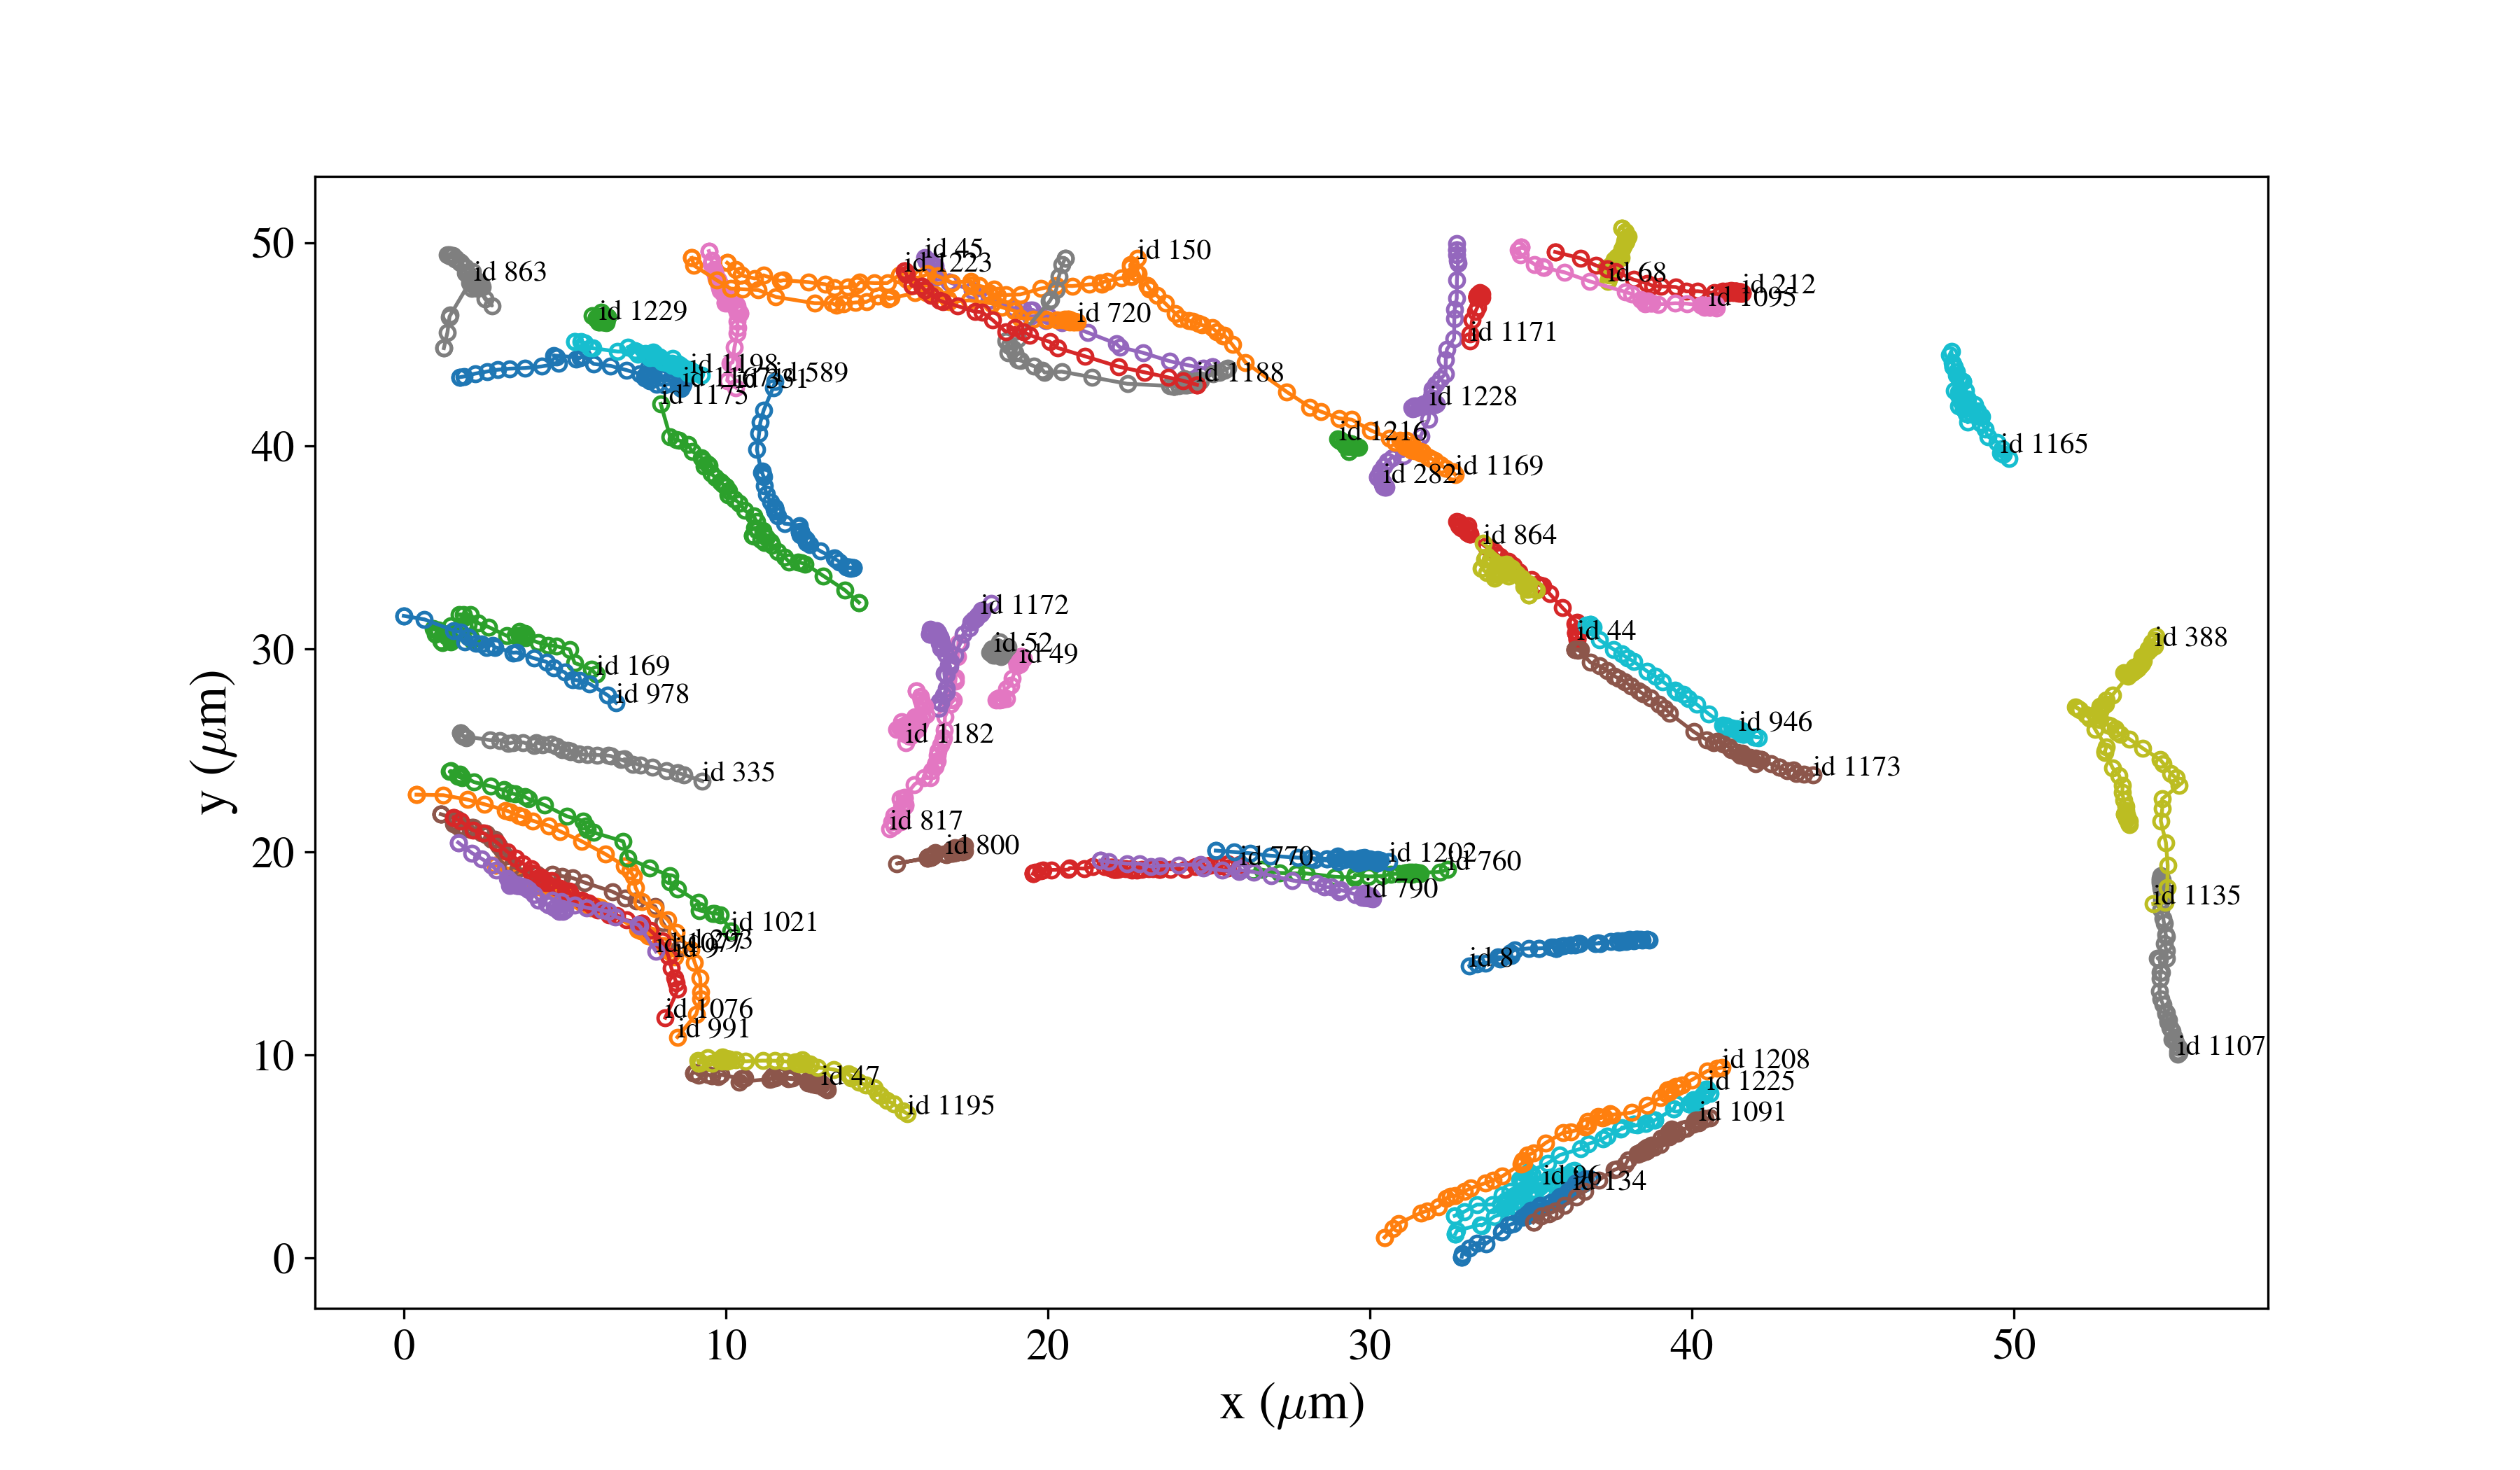 50
40
30
20
10
0
0
10
20
30
40
50
x (μm)
y (μm)
id 863
id 45
id 1223
id 150
id 68
id 212
id 1095
id 1229
id 720
id 1171
id 1198
id 589
id 1188
id 1175
id 1228
id 1216
id 1165
id 1169
id 282
id 864
id 1172
id 52
id 49
id 44
id 388
id 169
id 978
id 1182
id 946
id 335
id 1173
id 817
id 800
id 770
id 1202
id 760
id 790
id 1135
id 1021
id 8
id 1076
id 991
id 47
id 1195
id 1107
id 1208
id 1225
id 1091
id 96
id 134